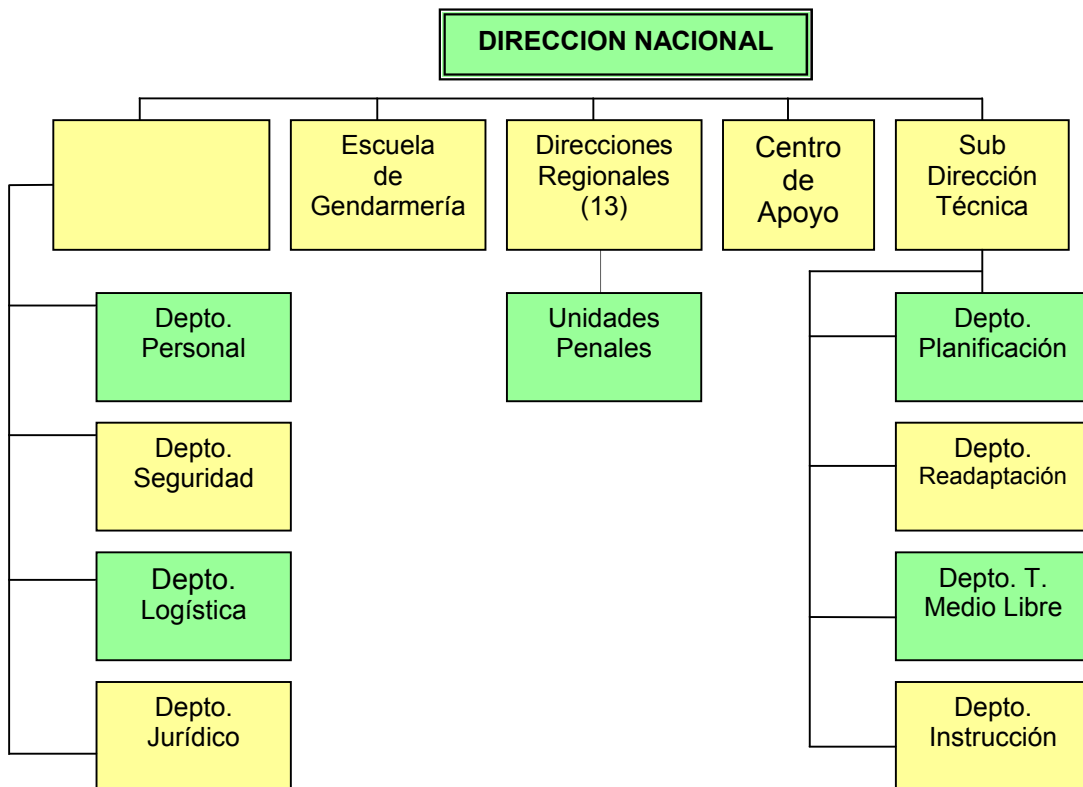 DIRECCION NACIONAL
Escuela
de
Gendarmería
Direcciones
Regionales
(13)
Centro
de
Apoyo
Sub
Dirección
Técnica
Depto.
Personal
Unidades
Penales
Depto.
Planificación
Depto.
Seguridad
Depto.
Readaptación
Depto.
Logística
Depto. T.
Medio Libre
Depto.
Jurídico
Depto.
Instrucción